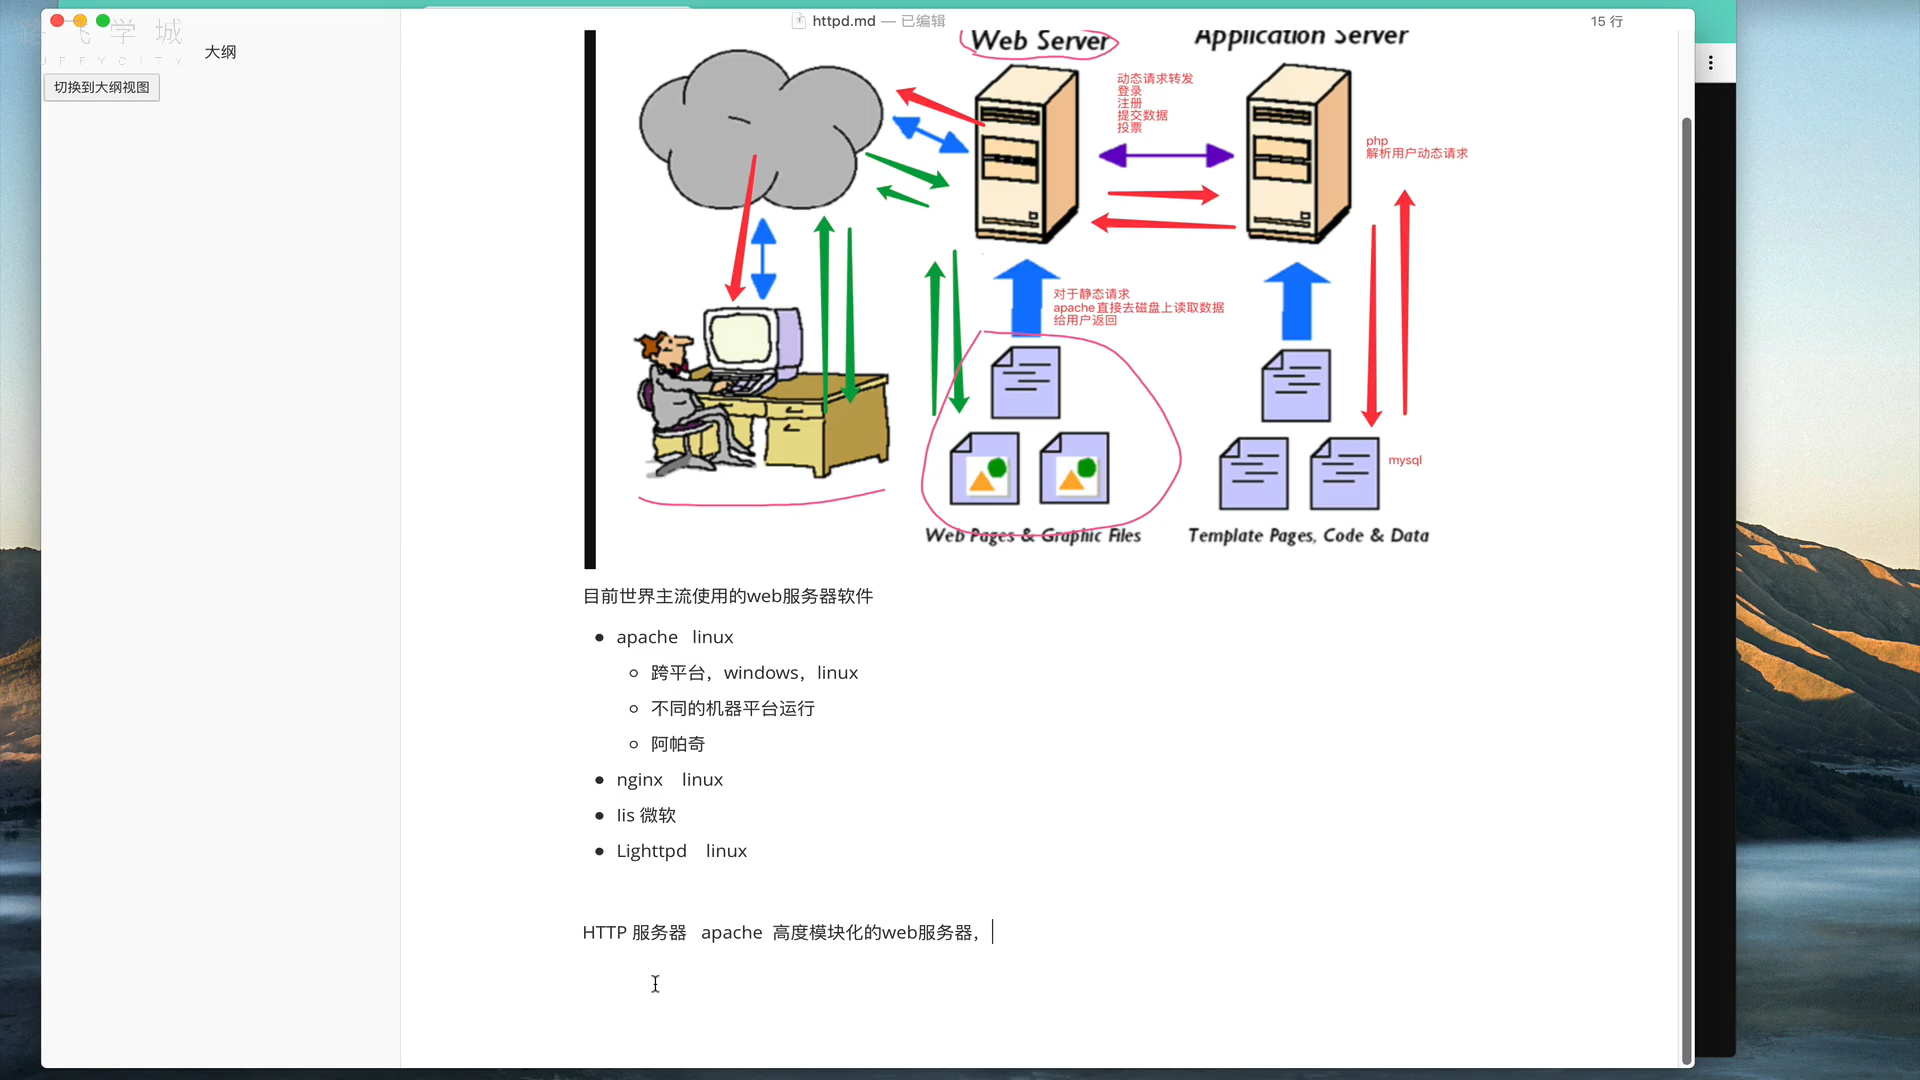 httpd.md — 已编辑
15 行
学 城
UFFYCITY
大纲
切换到大纲视图
Web Server
Application Server
动态请求转发
登录
注册
提交数据
投票
php
解析用户动态请求
对于静态请求
apache直接去磁盘上读取数据
给用户返回
mysql
Web Pages & Graphic Files
Template Pages, Code & Data
目前世界主流使用的web服务器软件
apache linux
跨平台，windows，linux
不同的机器平台运行
阿帕奇
nginx linux
Iis 微软
Lighttpd linux
HTTP 服务器 apache 高度模块化的web服务器，